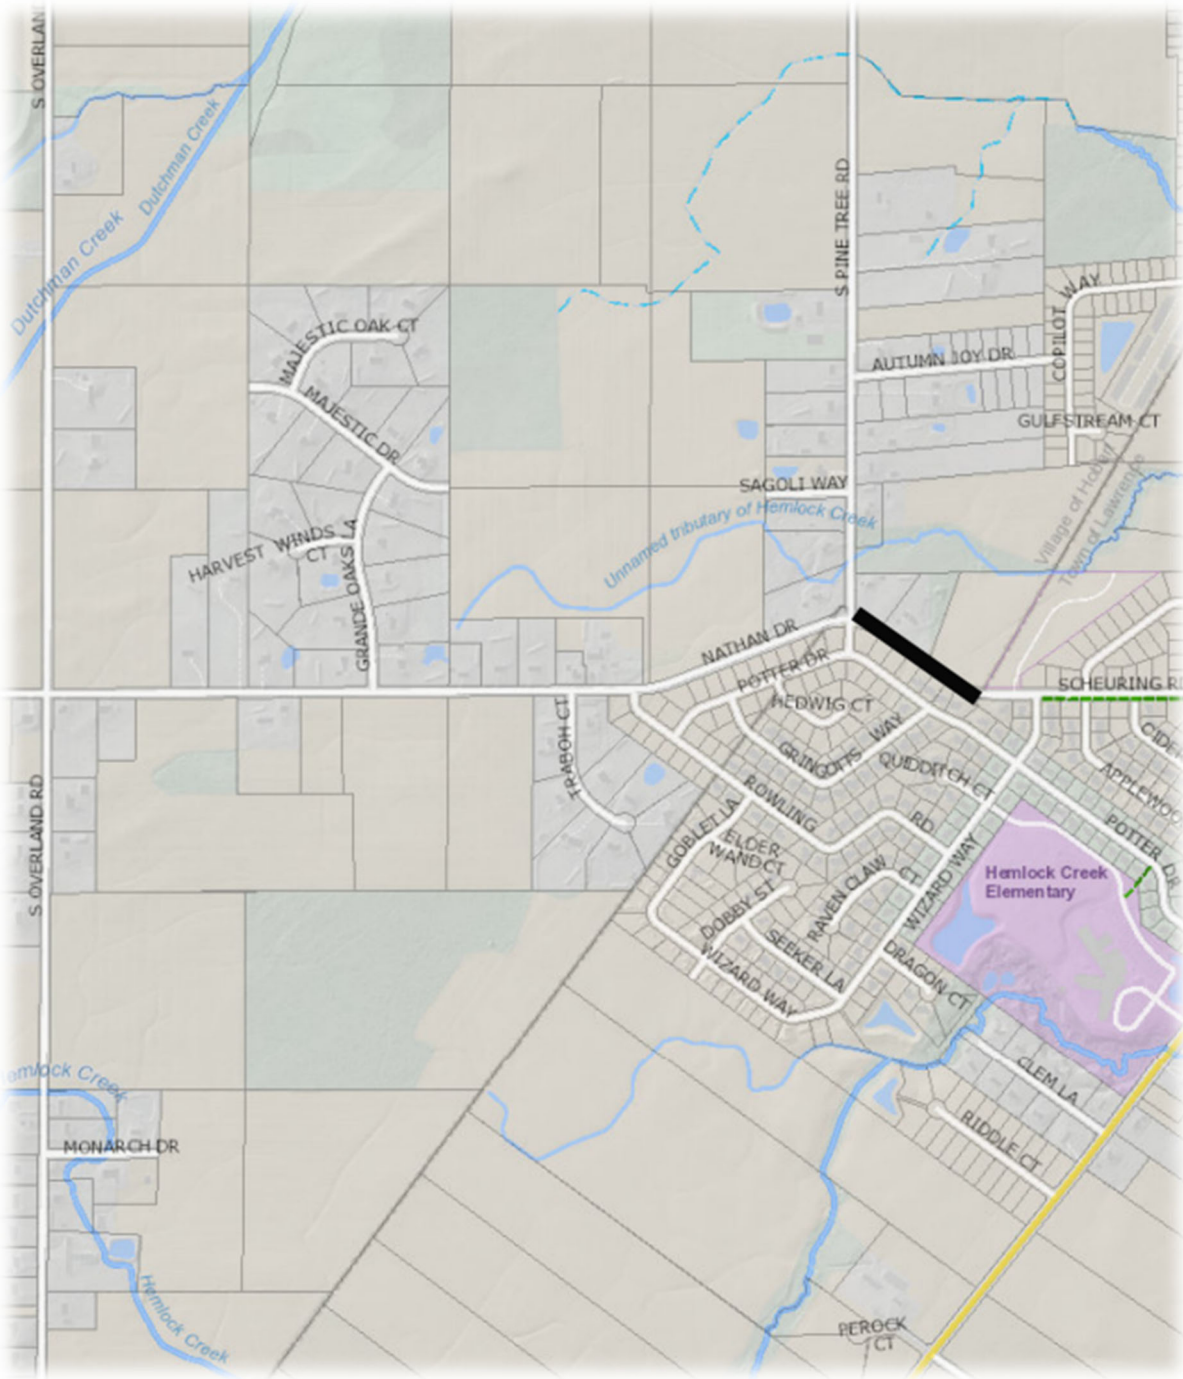 S OVERLAN
Dutchman Creek
Dutchman Creek
S PINE TREE RD
COPILOT WAY
MAJESTIC OAK CT
AUTUMN JOY DR
MAJESTIC DR
GULFSTREAM CT
SAGOLI WAY
Unnamed tributary of Hemlock Creek
Village of Hobart
Town of Lawrence
HARVEST WINDS
CT
GRANDE OAKS LA
NATHAN DR
POTTER DR
SCHEURING R
HEDWIG CT
TRABOH CT
GRINGOTTS WAY
QUIDDITCH CT
CIDE
APPLEWOO
S OVERLAND RD
ROWLING RD
POTTER DR
GOBLET LA
ELDER
WAND CT
WIZARD WAY
Hemlock Creek
Elementary
RAVEN CLAW CT
DOBBY ST
SEEKER LA
WIZARD WAY
DRAGON CT
emlock Creek
CLEM LA
MONARCH DR
RIDDLE CT
Hemlock Creek
PEROCK
CT